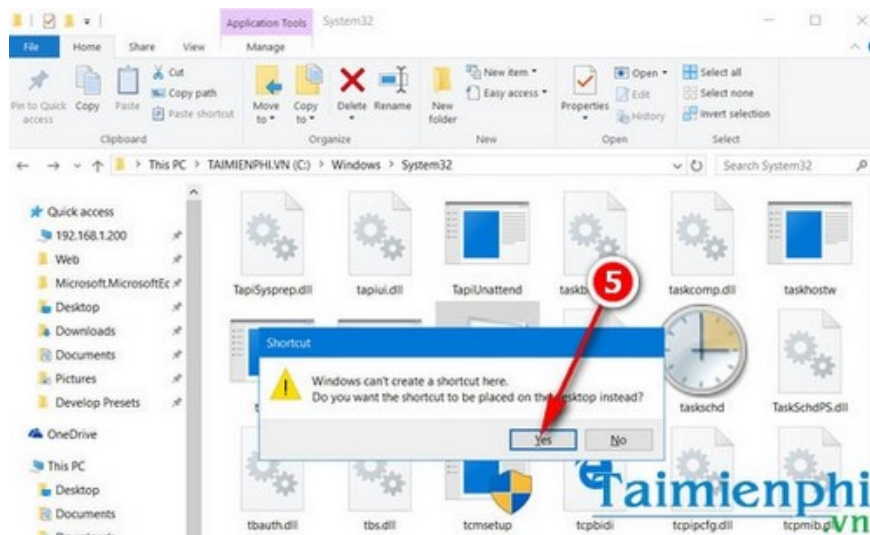 Application Tools
System32
File
Home
Share
View
Manage
Pin to Quick access
Copy
Paste
Cut
Copy path
Paste shortcut
Move to
Copy to
Delete
Rename
New folder
New item
Easy access
Properties
Open
Edit
History
Select all
Select none
Invert selection
Clipboard
Organize
New
Open
Select
This PC > TAIMIENPHI.VN (C:) > Windows > System32
Search System32
Quick access
192.168.1.200
Web
Microsoft.MicrosoftEc
Desktop
Downloads
Documents
Pictures
Develop Presets
OneDrive
This PC
Desktop
Documents
TapiSysprep.dll
tapiui.dll
TapiUnattend
taskcomp.dll
taskhostw
5
Shortcut
Windows can't create a shortcut here.
Do you want the shortcut to be placed on the desktop instead?
Yes
No
taskschd
TaskSchdPS.dll
tbauth.dll
tbs.dll
tcmsetup
tcpbidi
tcpipcfg.dll
tcpmib.dll
Taimienphi
.vn